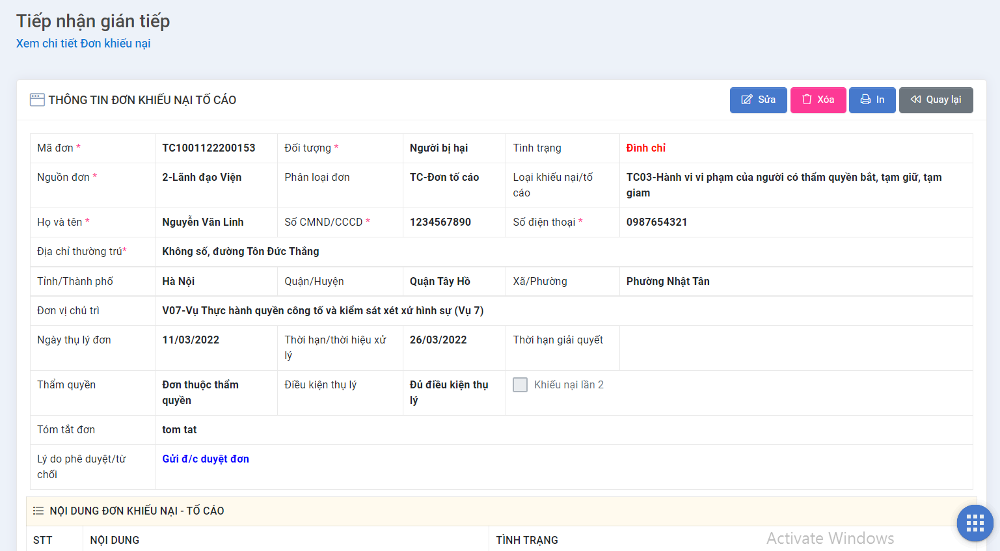 Tiếp nhận gián tiếp
Xem chi tiết Đơn khiếu nại
THÔNG TIN ĐƠN KHIẾU NẠI TỐ CÁO
Sửa
Xóa
In
Quay lại
Mã đơn *
TC1001122200153
Đối tượng *
Người bị hại
Tình trạng
Đình chỉ
Nguồn đơn *
2-Lãnh đạo Viện
Phân loại đơn
TC-Đơn tố cáo
Loại khiếu nại/tố
cáo
TC03-Hành vi vi phạm của người có thẩm quyền bắt, tạm giữ, tạm
giam
Họ và tên *
Nguyễn Văn Linh
Số CMND/CCCD *
1234567890
Số điện thoại *
0987654321
Địa chỉ thường trú*
Không số, đường Tôn Đức Thắng
Tỉnh/Thành phố
Hà Nội
Quận/Huyện
Quận Tây Hồ
Xã/Phường
Phường Nhật Tân
Đơn vị chủ trì
V07-Vụ Thực hành quyền công tố và kiểm sát xét xử hình sự (Vụ 7)
Ngày thụ lý đơn
11/03/2022
Thời hạn/thời hiệu xử
lý
26/03/2022
Thời hạn giải quyết
Thẩm quyền
Đơn thuộc thẩm
quyền
Điều kiện thụ lý
Đủ điều kiện thụ
lý
Khiếu nại lần 2
Tóm tắt đơn
tom tat
Lý do phê duyệt/từ
chối
Gửi đ/c duyệt đơn
NỘI DUNG ĐƠN KHIẾU NẠI - TỐ CÁO
STT
NỘI DUNG
TÌNH TRẠNG
Activate Windows